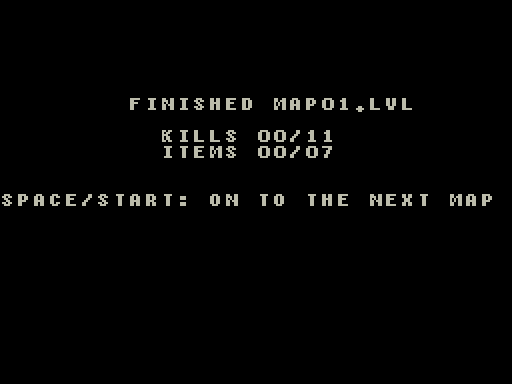 FINISHED MAP01.LVL
KILLS 00/11
ITEMS 00/07
SPACE/START: ON TO THE NEXT MAP